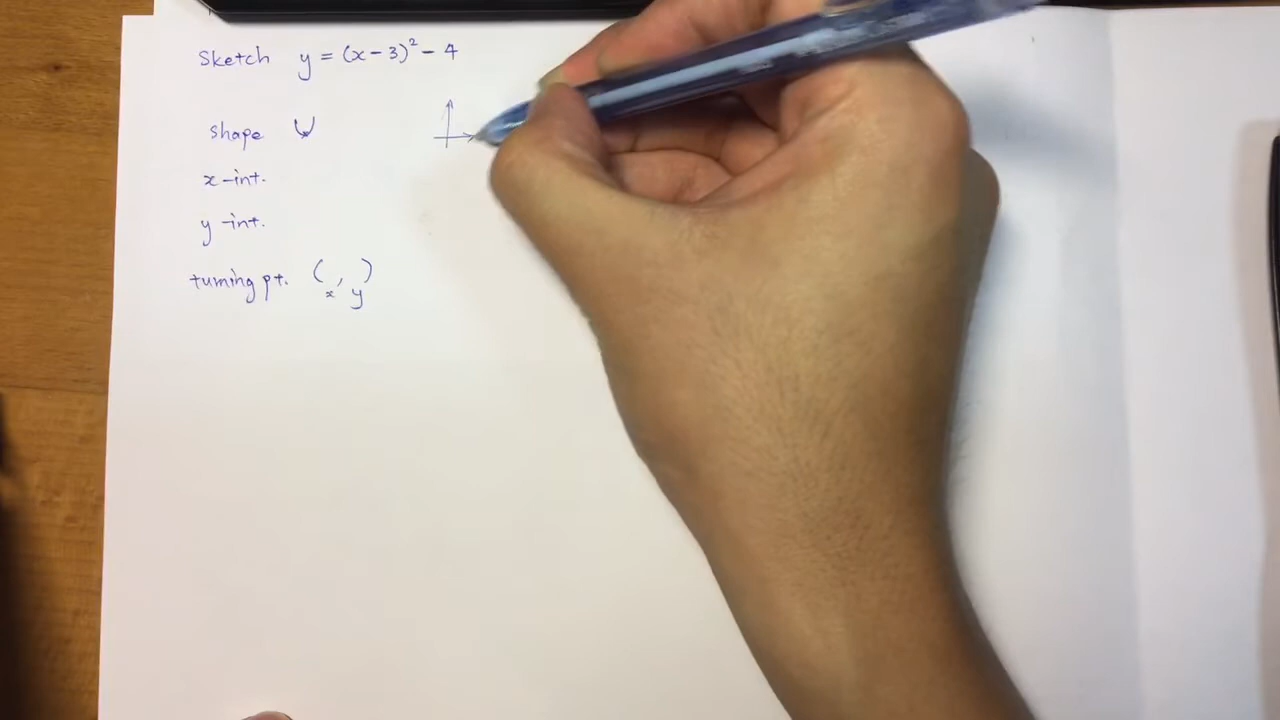 Sketch y = (x-3)² - 4
shape
x-int.
y-int.
turning pt. ( , )
x y